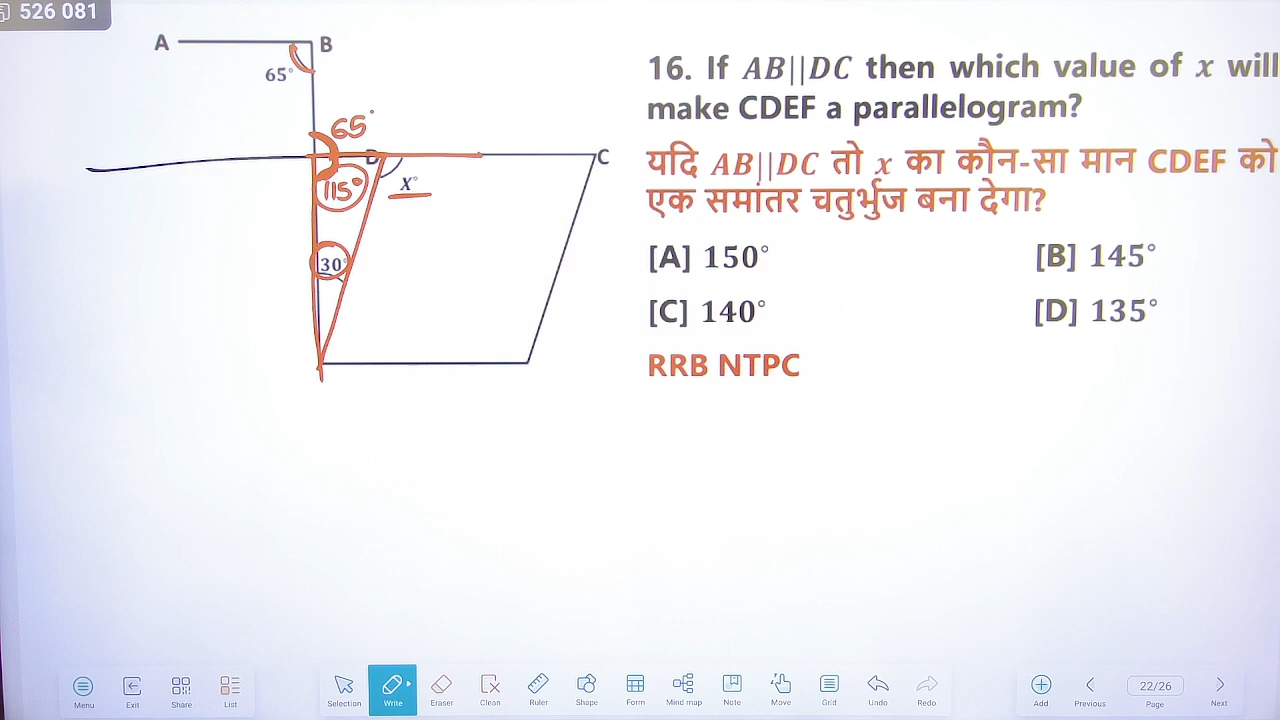 526 081
A B
65°
65°
D C
115° X°
30°
16. If AB||DC then which value of x will
make CDEF a parallelogram?
यदि AB||DC तो x का कौन-सा मान CDEF को
एक समांतर चतुर्भुज बना देगा?
[A] 150° [B] 145°
[C] 140° [D] 135°
RRB NTPC
Menu Exit Share List Selection Write Eraser Clean Ruler Shape Form Mind map Note Move Grid Undo Redo Add Previous 22/26 Page Next